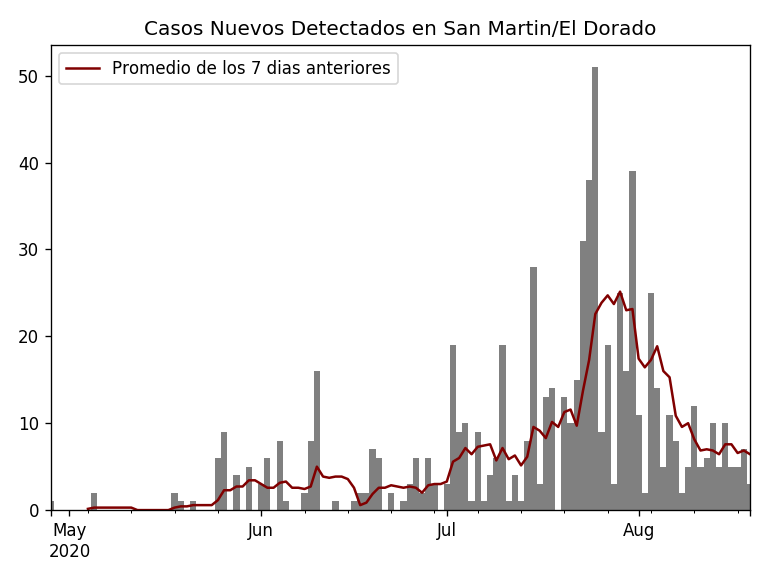 Casos Nuevos Detectados en San Martin/El Dorado
Promedio de los 7 dias anteriores
50
40
30
20
10
0
May Jun Jul Aug
2020